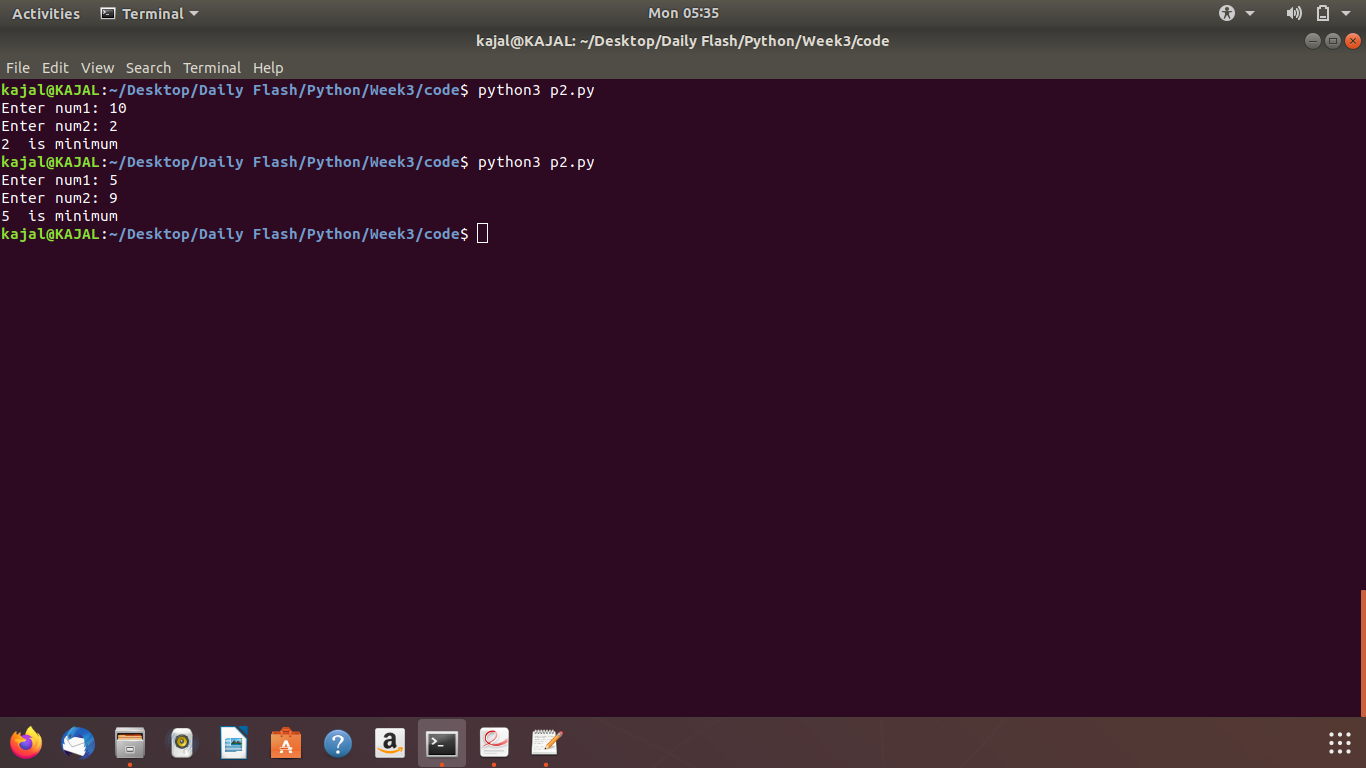 Activities Terminal Mon 05:35
kajal@KAJAL: ~/Desktop/Daily Flash/Python/Week3/code
File Edit View Search Terminal Help
kajal@KAJAL:~/Desktop/Daily Flash/Python/Week3/code$ python3 p2.py
Enter num1: 10
Enter num2: 2
2  is minimum
kajal@KAJAL:~/Desktop/Daily Flash/Python/Week3/code$ python3 p2.py
Enter num1: 5
Enter num2: 9
5  is minimum
kajal@KAJAL:~/Desktop/Daily Flash/Python/Week3/code$